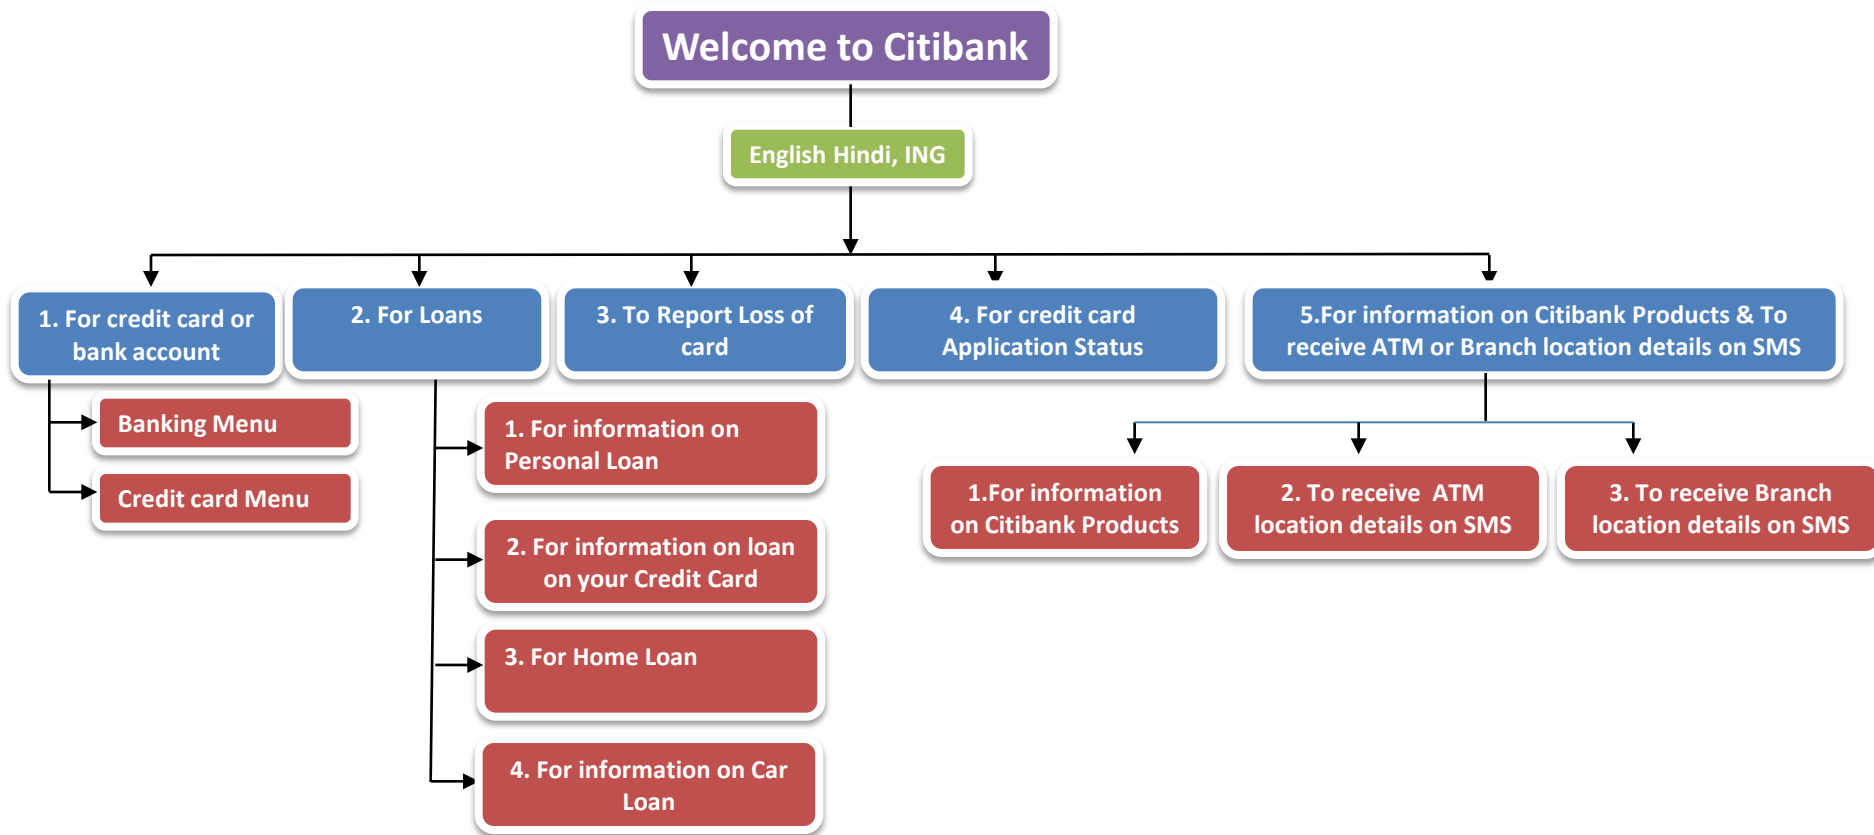 Welcome to Citibank
English Hindi, ING
1. For credit card or
bank account
2. For Loans
3. To Report Loss of
card
4. For credit card
Application Status
5.For information on Citibank Products & To
receive ATM or Branch location details on SMS
Banking Menu
Credit card Menu
1. For information on
Personal Loan
2. For information on loan
on your Credit Card
3. For Home Loan
4. For information on Car
Loan
1.For information
on Citibank Products
2. To receive  ATM
location details on SMS
3. To receive Branch
location details on SMS